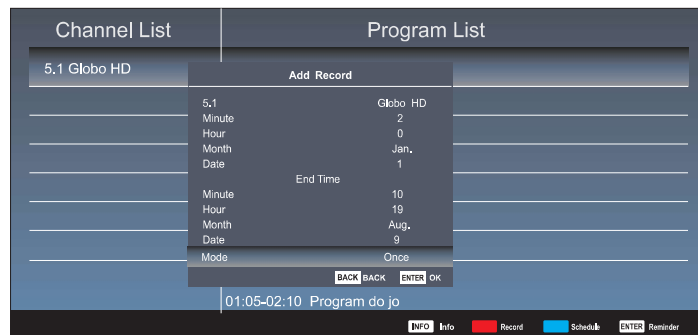 Channel List Program List
5.1 Globo HD
Add Record
5.1 Globo HD
Minute 2
Hour 0
Month Jan.
Date 1
End Time
Minute 10
Hour 19
Month Aug.
Date 9
Mode Once
BACK BACK ENTER OK
01:05-02:10 Program do jo
INFO Info Record Schedule ENTER Reminder